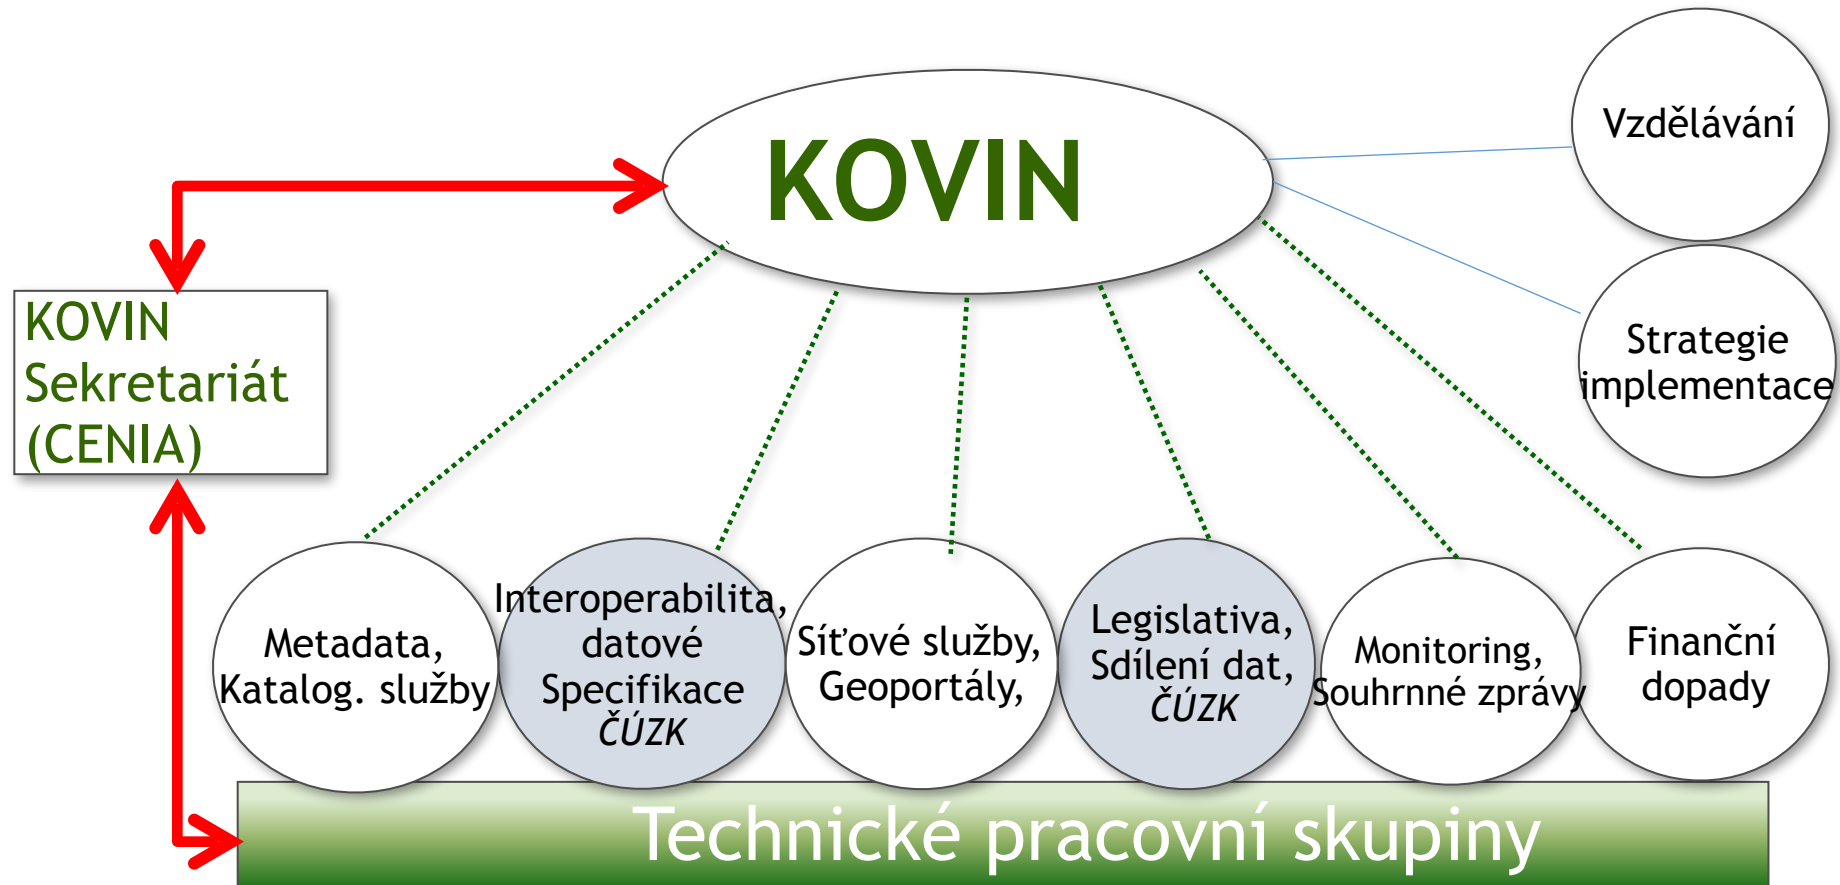 KOVIN
Vzdělávání
Strategie
implementace
KOVIN
Sekretariát
(CENIA)
Metadata,
Katalog. služby
Interoperabilita,
datové
Specifikace
ČÚZK
Síťové služby,
Geoportály,
Legislativa,
Sdílení dat,
ČÚZK
Monitoring,
Souhrnné zprávy
Finanční
dopady
Technické pracovní skupiny